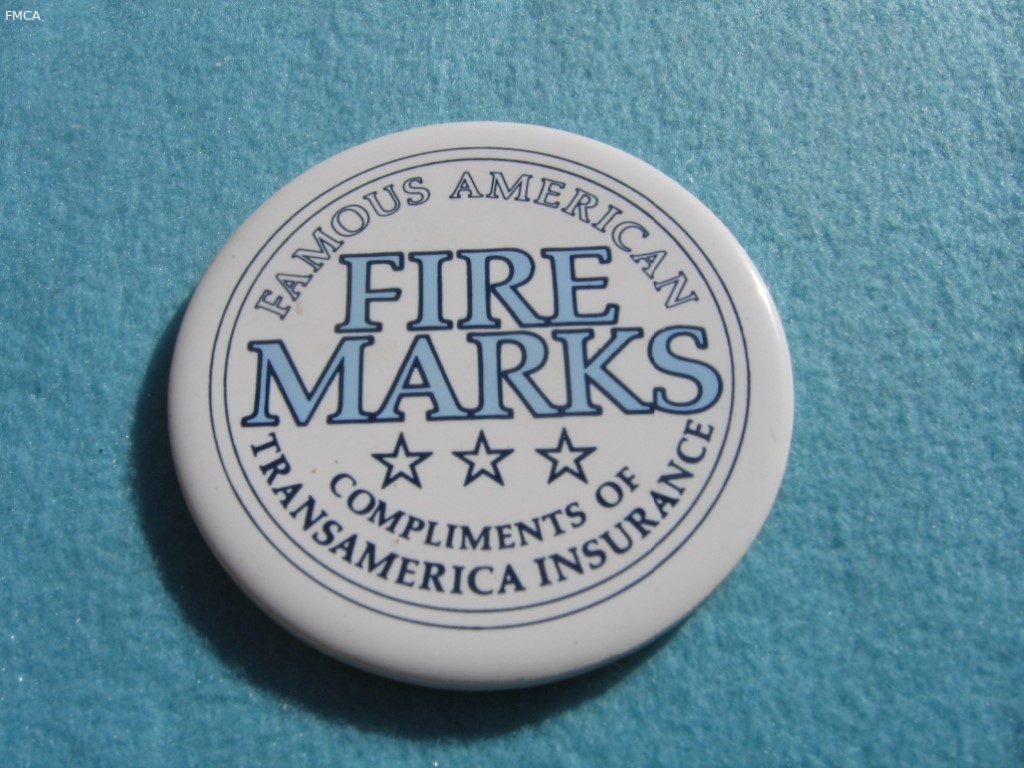 FMCA
FAMOUS AMERICAN
FIRE
MARKS
COMPLIMENTS OF
TRANSAMERICA INSURANCE